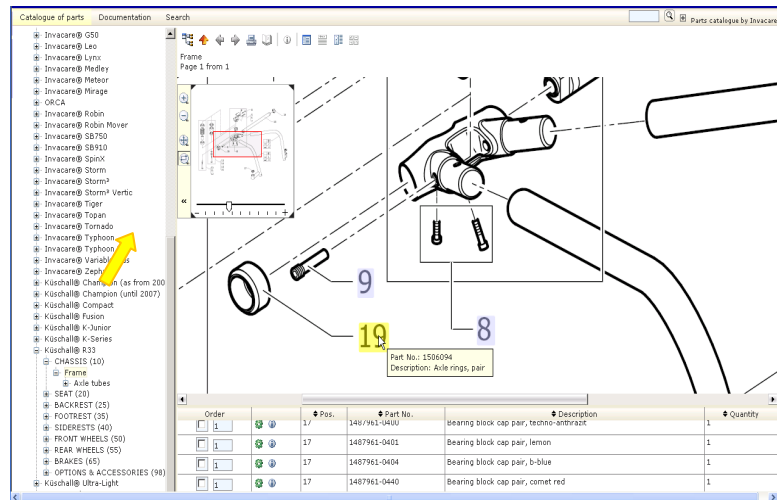 Catalogue of parts Documentation Search
Parts catalogue by Invacare
Invacare® G50
Invacare® Leo
Invacare® Lynx
Invacare® Medley
Invacare® Meteor
Invacare® Mirage
ORCA
Invacare® Robin
Invacare® Robin Mover
Invacare® SB750
Invacare® SB910
Invacare® SpinX
Invacare® Storm
Invacare® Storm³
Invacare® Storm³ Vertic
Invacare® Tiger
Invacare® Topan
Invacare® Tornado
Invacare® Typhoon
Invacare® Typhoon
Invacare®
Invacare®
Küschall® Champion (as from 200
Küschall® Champion (until 2007)
Küschall® Compact
Küschall® Fusion
Küschall® K-Junior
Küschall® K-Series
Küschall® R33
CHASSIS (10)
Frame
Axle tubes
SEAT (20)
BACKREST (25)
FOOTREST (35)
SIDERESTS (40)
FRONT WHEELS (50)
REAR WHEELS (55)
BRAKES (65)
OPTIONS & ACCESSORIES (98)
Küschall® Ultra-Light
Frame
Page 1 from 1
«
9
19
8
Part No.: 1506094
Description: Axle rings, pair
Order Pos. Part No. Description Quantity
1 17 1487961-0400 Bearing block cap pair, techno-anthrazit 1
1 17 1487961-0401 Bearing block cap pair, lemon 1
1 17 1487961-0404 Bearing block cap pair, b-blue 1
1 17 1487961-0440 Bearing block cap pair, comet red 1